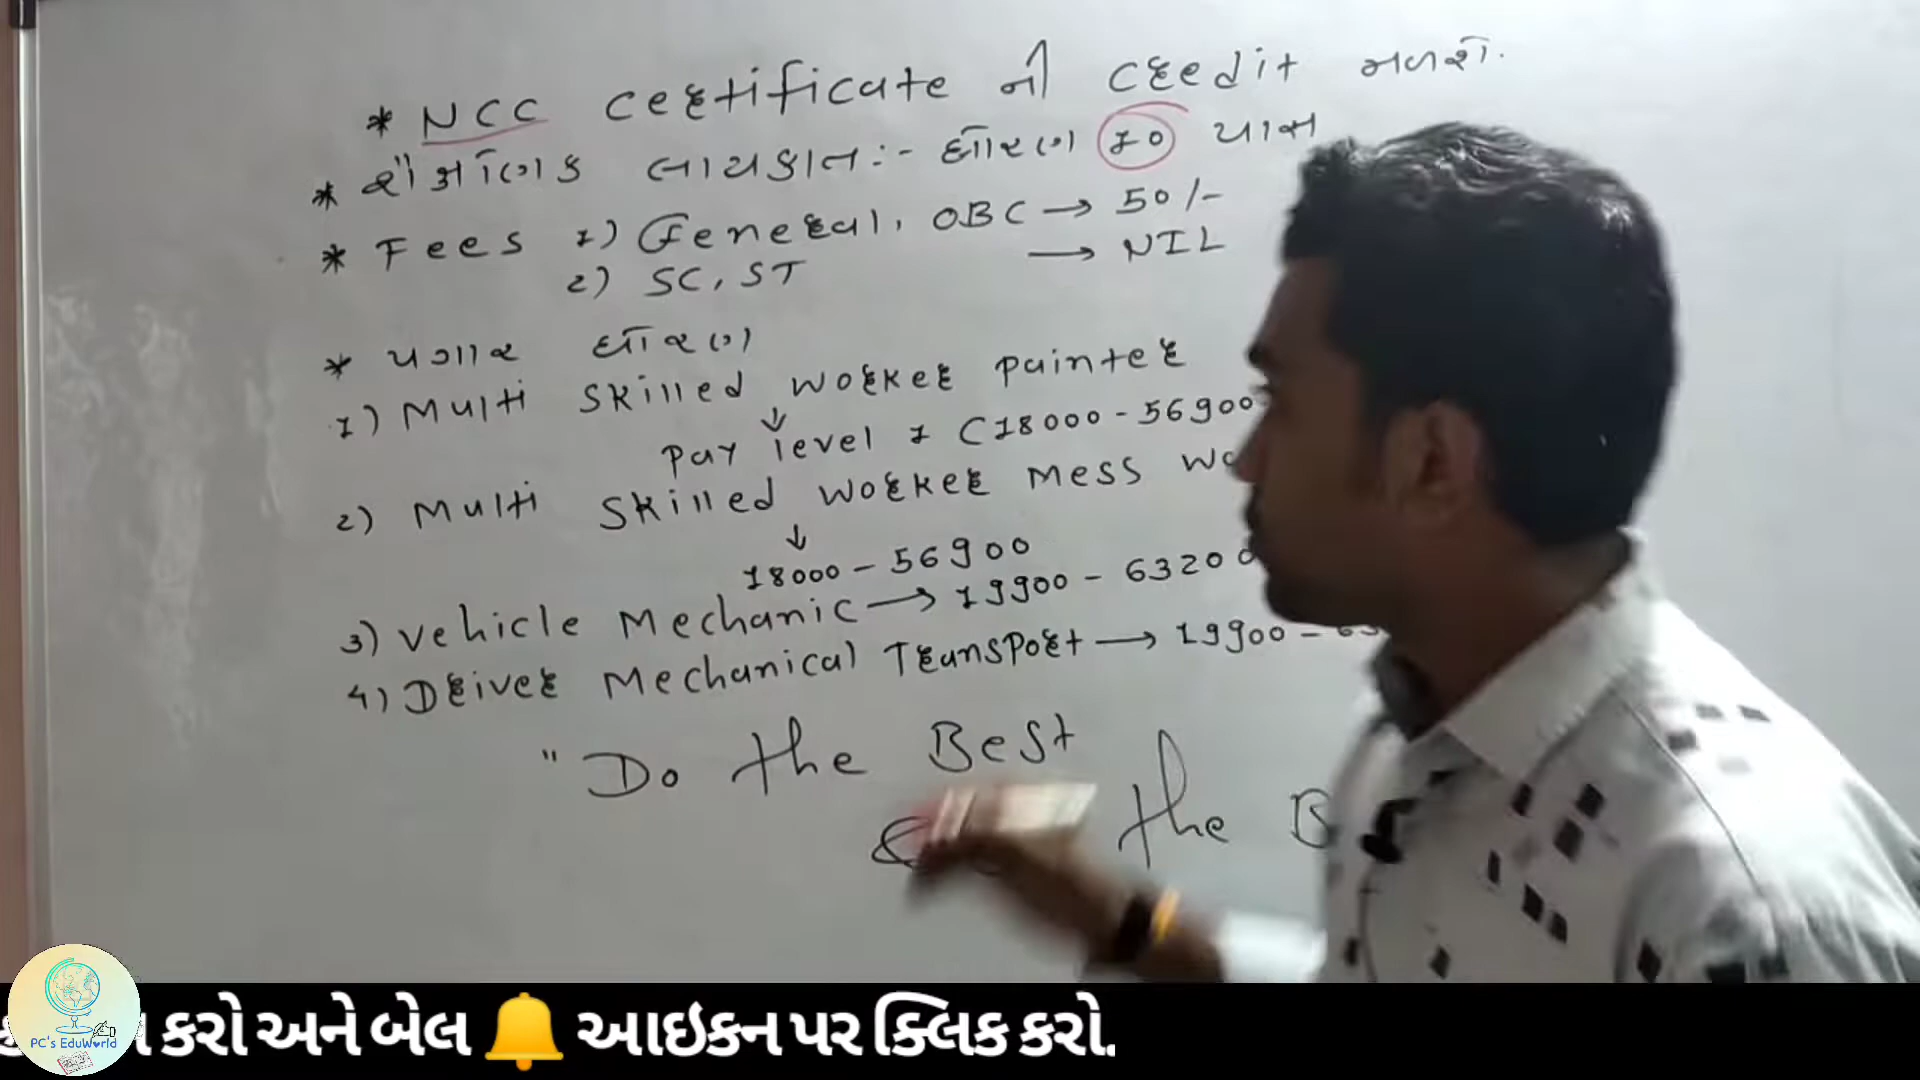 * NCC certificate ની credit મળશે.
* શૈક્ષણિક લાયકાત:- ધોરણ 10 પાસ
* Fees 1) General, OBC → 50/-
2) SC, ST → NIL
* પગાર ધોરણ
1) Multi Skilled Worker Painter
↓
Pay level 1 (18000-56900
2) Multi Skilled Worker Mess
↓
18000-56900
3) Vehicle Mechanic → 19900 - 63200
4) Driver Mechanical Transport → 19900 -
"Do the Best
the
કરો અને બેલ 🔔 આઇકન પર ક્લિક કરો.
PC's EduWorld